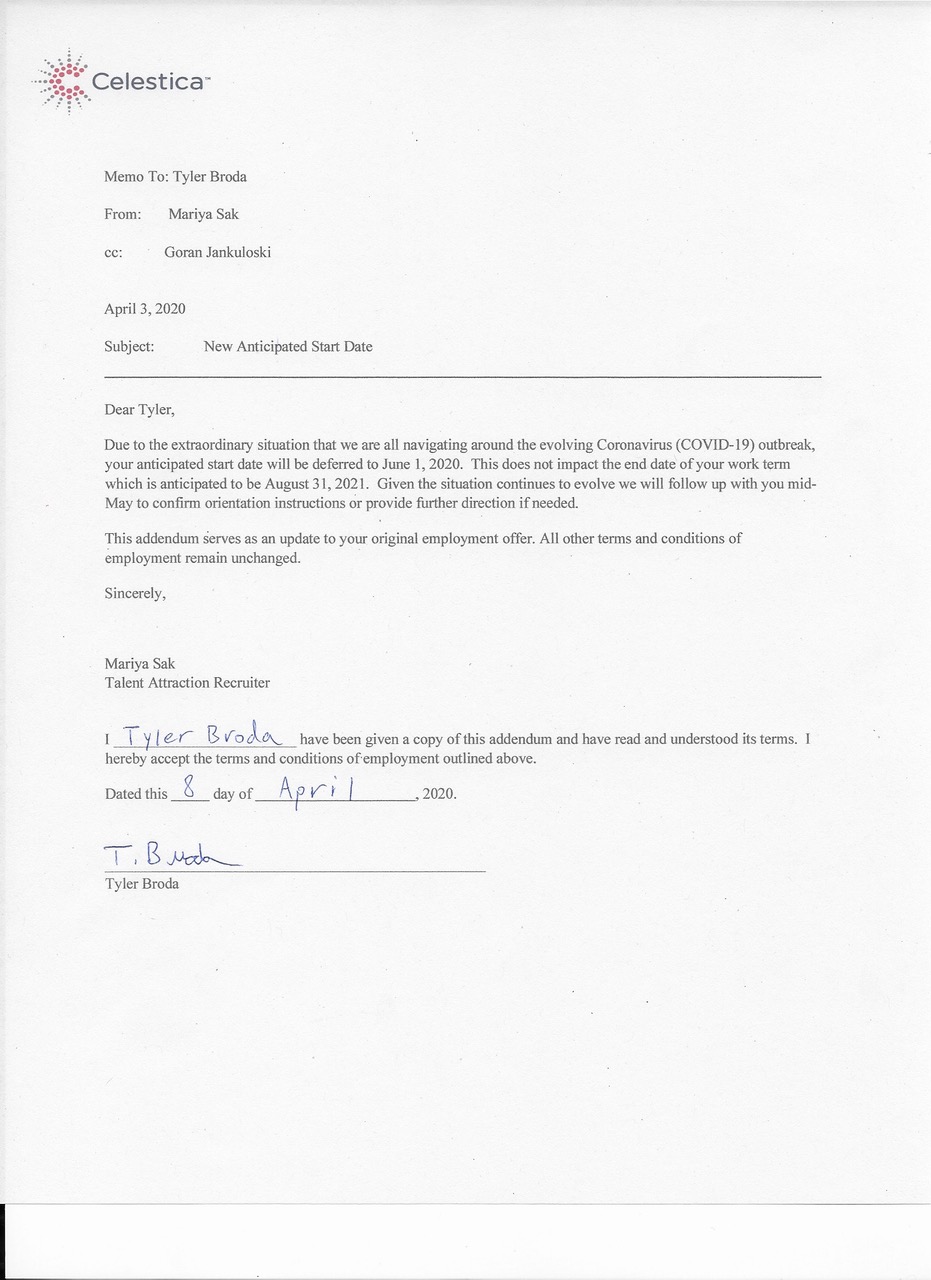 Celestica™
Memo To: Tyler Broda
From: Mariya Sak
cc: Goran Jankuloski
April 3, 2020
Subject: New Anticipated Start Date
Dear Tyler,
Due to the extraordinary situation that we are all navigating around the evolving Coronavirus (COVID-19) outbreak,
your anticipated start date will be deferred to June 1, 2020. This does not impact the end date of your work term
which is anticipated to be August 31, 2021. Given the situation continues to evolve we will follow up with you mid-
May to confirm orientation instructions or provide further direction if needed.
This addendum serves as an update to your original employment offer. All other terms and conditions of
employment remain unchanged.
Sincerely,
Mariya Sak
Talent Attraction Recruiter
I Tyler Broda have been given a copy of this addendum and have read and understood its terms. I
hereby accept the terms and conditions of employment outlined above.
Dated this 8 day of April, 2020.
T. Broda
Tyler Broda